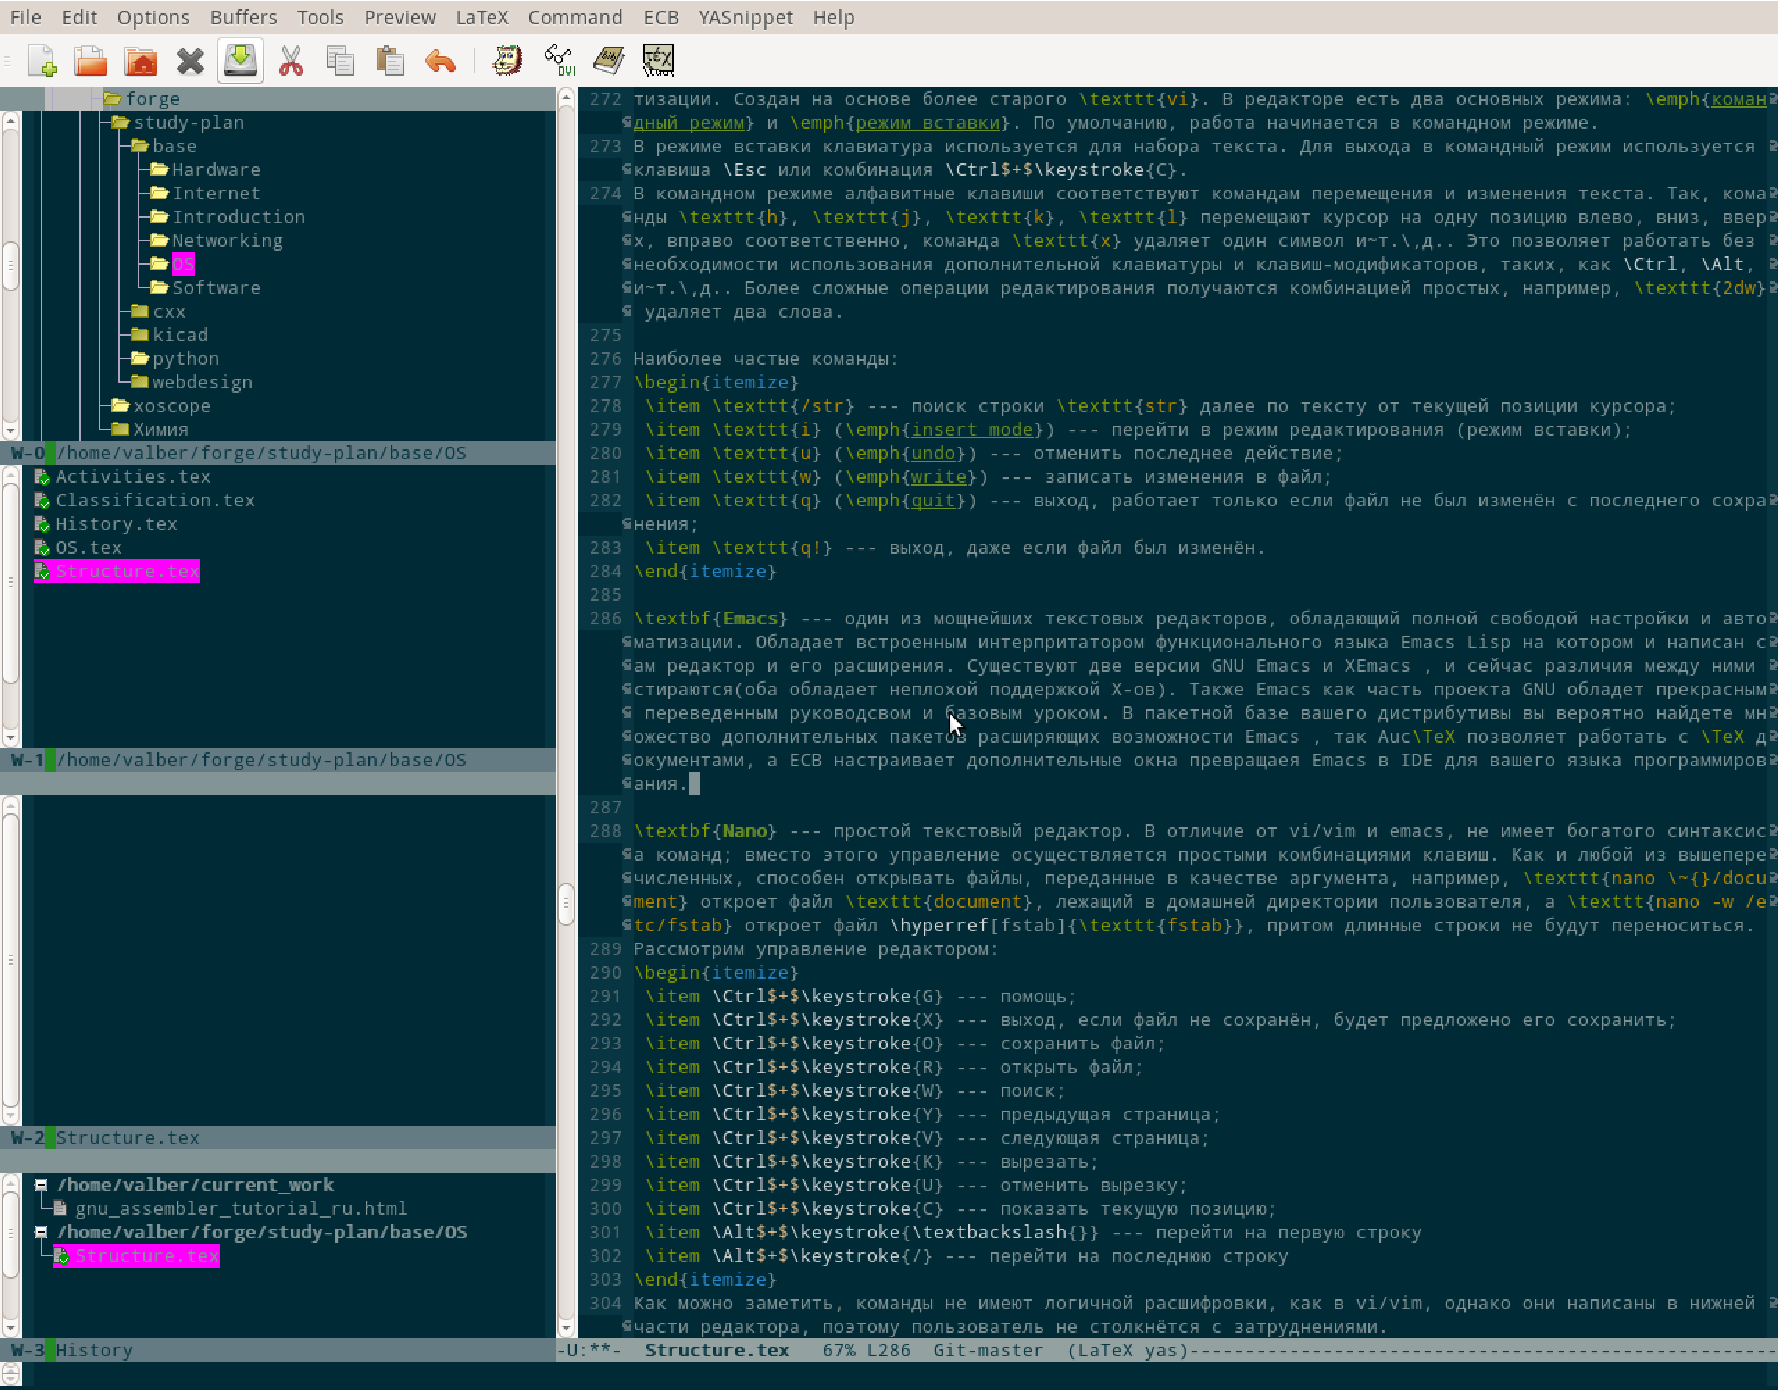 File Edit Options Buffers Tools Preview LaTeX Command ECB YASnippet Help
forge
study-plan
base
Hardware
Internet
Introduction
Networking
OS
Software
cxx
kicad
python
webdesign
xoscope
Химия
W-0 /home/valber/forge/study-plan/base/OS
Activities.tex
Classification.tex
History.tex
OS.tex
Structure.tex
W-1 /home/valber/forge/study-plan/base/OS
W-2 Structure.tex
/home/valber/current_work
gnu_assembler_tutorial_ru.html
/home/valber/forge/study-plan/base/OS
Structure.tex
W-3 History
272 тизации. Создан на основе более старого \texttt{vi}. В редакторе есть два основных режима: \emph{коман
дный режим} и \emph{режим вставки}. По умолчанию, работа начинается в командном режиме.
273 В режиме вставки клавиатура используется для набора текста. Для выхода в командный режим используется
клавиша \Esc или комбинация \Ctrl$+$\keystroke{C}.
274 В командном режиме алфавитные клавиши соответствуют командам перемещения и изменения текста. Так, кома
нды \texttt{h}, \texttt{j}, \texttt{k}, \texttt{l} перемещают курсор на одну позицию влево, вниз, ввер
х, вправо соответственно, команда \texttt{x} удаляет один символ и~т.\,д.. Это позволяет работать без
необходимости использования дополнительной клавиатуры и клавиш-модификаторов, таких, как \Ctrl, \Alt,
и~т.\,д.. Более сложные операции редактирования получаются комбинацией простых, например, \texttt{2dw}
удаляет два слова.
275
276 Наиболее частые команды:
277 \begin{itemize}
278 \item \texttt{/str} --- поиск строки \texttt{str} далее по тексту от текущей позиции курсора;
279 \item \texttt{i} (\emph{insert mode}) --- перейти в режим редактирования (режим вставки);
280 \item \texttt{u} (\emph{undo}) --- отменить последнее действие;
281 \item \texttt{w} (\emph{write}) --- записать изменения в файл;
282 \item \texttt{q} (\emph{quit}) --- выход, работает только если файл не был изменён с последнего сохра
нения;
283 \item \texttt{q!} --- выход, даже если файл был изменён.
284 \end{itemize}
285
286 \textbf{Emacs} --- один из мощнейших текстовых редакторов, обладающий полной свободой настройки и авто
матизации. Обладает встроенным интерпритатором функционального языка Emacs Lisp на котором и написан с
ам редактор и его расширения. Существуют две версии GNU Emacs и XEmacs , и сейчас различия между ними
стираются(оба обладает неплохой поддержкой X-ов). Также Emacs как часть проекта GNU обладет прекрасным
переведенным руководсвом и базовым уроком. В пакетной базе вашего дистрибутивы вы вероятно найдете мн
ожество дополнительных пакетов расширяющих возможности Emacs , так Auc\TeX позволяет работать с \TeX д
окументами, а ECB настраивает дополнительные окна превращаея Emacs в IDE для вашего языка программиров
ания.
287
288 \textbf{Nano} --- простой текстовый редактор. В отличие от vi/vim и emacs, не имеет богатого синтаксис
а команд; вместо этого управление осуществляется простыми комбинациями клавиш. Как и любой из вышепере
численных, способен открывать файлы, переданные в качестве аргумента, например, \texttt{nano \~{}/docu
ment} откроет файл \texttt{document}, лежащий в домашней директории пользователя, а \texttt{nano -w /e
tc/fstab} откроет файл \hyperref[fstab]{\texttt{fstab}}, притом длинные строки не будут переноситься.
289 Рассмотрим управление редактором:
290 \begin{itemize}
291 \item \Ctrl$+$\keystroke{G} --- помощь;
292 \item \Ctrl$+$\keystroke{X} --- выход, если файл не сохранён, будет предложено его сохранить;
293 \item \Ctrl$+$\keystroke{O} --- сохранить файл;
294 \item \Ctrl$+$\keystroke{R} --- открыть файл;
295 \item \Ctrl$+$\keystroke{W} --- поиск;
296 \item \Ctrl$+$\keystroke{Y} --- предыдущая страница;
297 \item \Ctrl$+$\keystroke{V} --- следующая страница;
298 \item \Ctrl$+$\keystroke{K} --- вырезать;
299 \item \Ctrl$+$\keystroke{U} --- отменить вырезку;
300 \item \Ctrl$+$\keystroke{C} --- показать текущую позицию;
301 \item \Alt$+$\keystroke{\textbackslash{}} --- перейти на первую строку
302 \item \Alt$+$\keystroke{/} --- перейти на последнюю строку
303 \end{itemize}
304 Как можно заметить, команды не имеют логичной расшифровки, как в vi/vim, однако они написаны в нижней
части редактора, поэтому пользователь не столкнётся с затруднениями.
-U:**- Structure.tex 67% L286 Git-master (LaTeX yas)-----------------------------------------------------